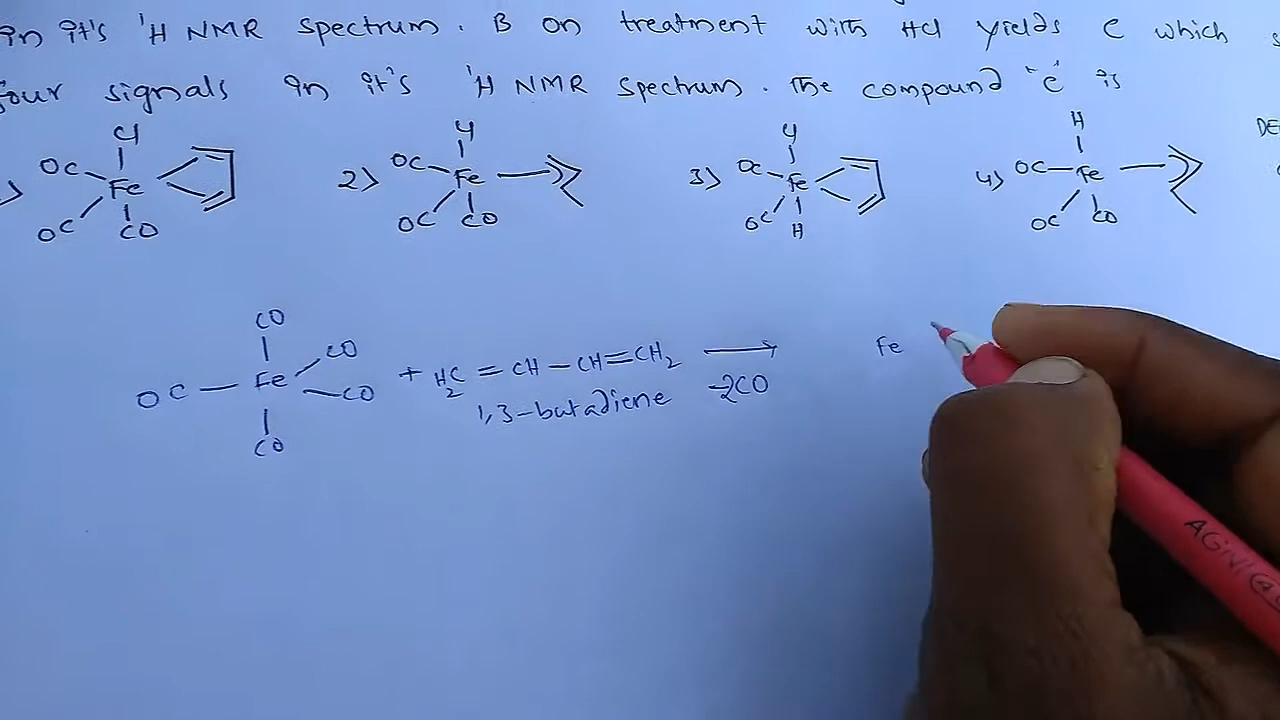 in it's 'H NMR spectrum. B on treatment with HCl yields C which s
four signals in it's 'H NMR spectrum. The compound 'C' is
DE
Cl
OC Fe
OC CO
2) Cl
OC Fe
OC CO
3) Cl
OC Fe
OC H
4) H
OC Fe
OC CO
CO
CO
OC Fe CO
CO
+ H2C = CH - CH = CH2
1,3-butadiene
-2CO
Fe